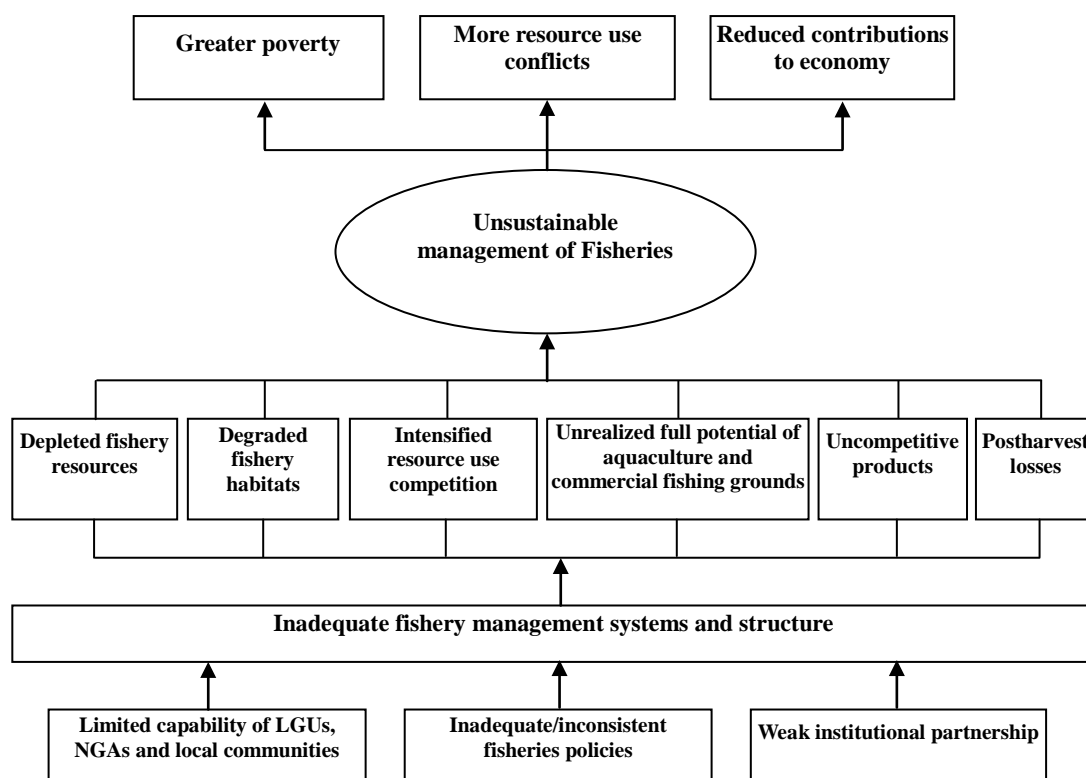 Greater poverty
More resource use
conflicts
Reduced contributions
to economy
Unsustainable
management of Fisheries
Depleted fishery
resources
Degraded
fishery
habitats
Intensified
resource use
competition
Unrealized full potential of
aquaculture and
commercial fishing grounds
Uncompetitive
products
Postharvest
losses
Inadequate fishery management systems and structure
Limited capability of LGUs,
NGAs and local communities
Inadequate/inconsistent
fisheries policies
Weak institutional partnership